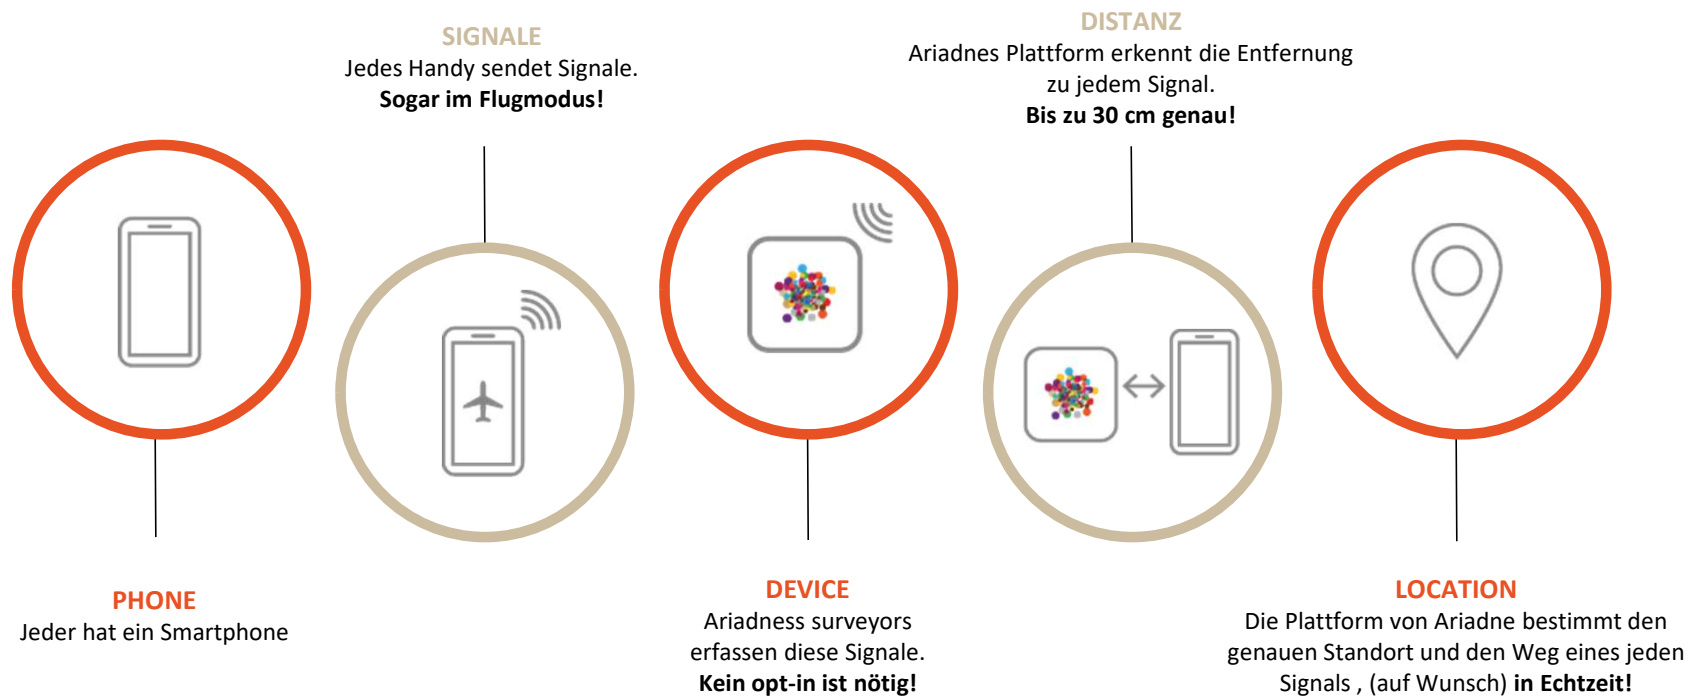 PHONE
Jeder hat ein Smartphone
SIGNALE
Jedes Handy sendet Signale.
Sogar im Flugmodus!
DEVICE
Ariadness surveyors
erfassen diese Signale.
Kein opt-in ist nötig!
DISTANZ
Ariadnes Plattform erkennt die Entfernung
zu jedem Signal.
Bis zu 30 cm genau!
LOCATION
Die Plattform von Ariadne bestimmt den
genauen Standort und den Weg eines jeden
Signals , (auf Wunsch) in Echtzeit!